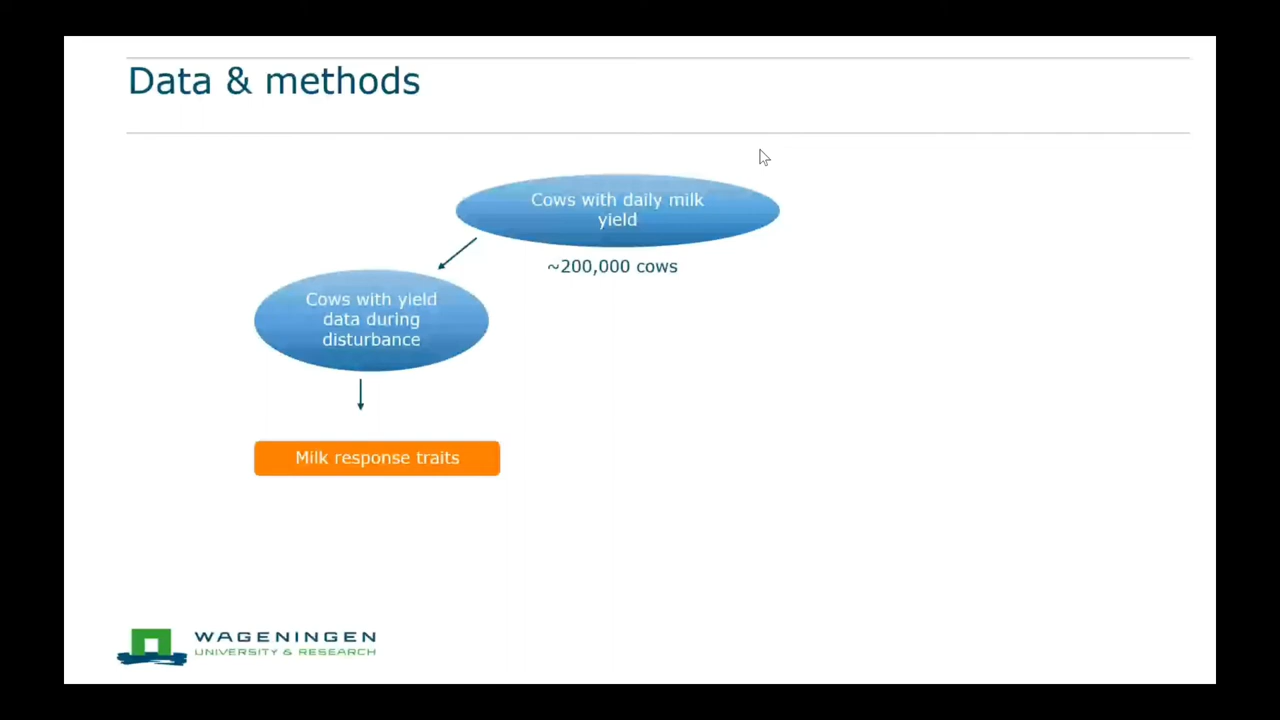 Data & methods
Cows with daily milk
yield
~200,000 cows
Cows with yield
data during
disturbance
Milk response traits
WAGENINGEN
UNIVERSITY & RESEARCH